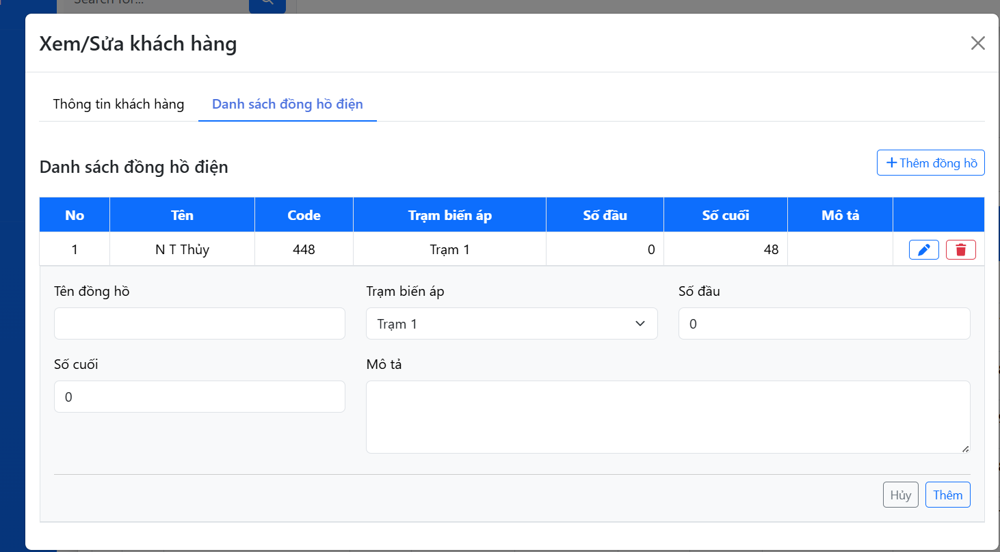 Search for...
Xem/Sửa khách hàng
Thông tin khách hàng Danh sách đồng hồ điện
Danh sách đồng hồ điện
Thêm đồng hồ
No Tên Code Trạm biến áp Số đầu Số cuối Mô tả
1 N T Thủy 448 Trạm 1 0 48
Tên đồng hồ Trạm biến áp Số đầu
Trạm 1 0
Số cuối Mô tả
0
Hủy Thêm